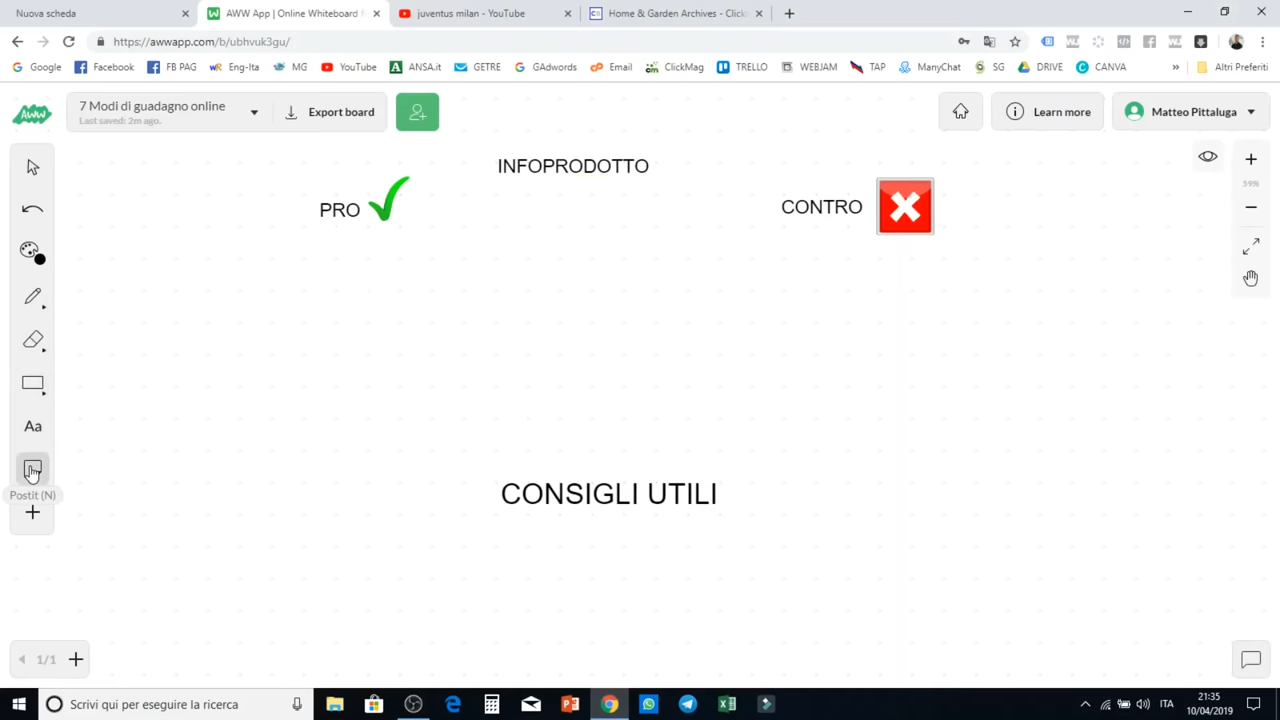 Nuova scheda
AWW App | Online Whiteboard f
juventus milan - YouTube
Home & Garden Archives - Click
https://awwapp.com/b/ubhvuk3gu/
Google
Facebook
FB PAG
Eng-Ita
MG
YouTube
ANSA.it
GETRE
GAdwords
Email
ClickMag
TRELLO
WEBJAM
TAP
ManyChat
SG
DRIVE
CANVA
»
Altri Preferiti
AWW
7 Modi di guadagno online
Last saved: 2m ago.
Export board
Learn more
Matteo Pittaluga
INFOPRODOTTO
PRO
CONTRO
59%
Aa
Postit (N)
CONSIGLI UTILI
1/1
Scrivi qui per eseguire la ricerca
ITA
21:35
10/04/2019